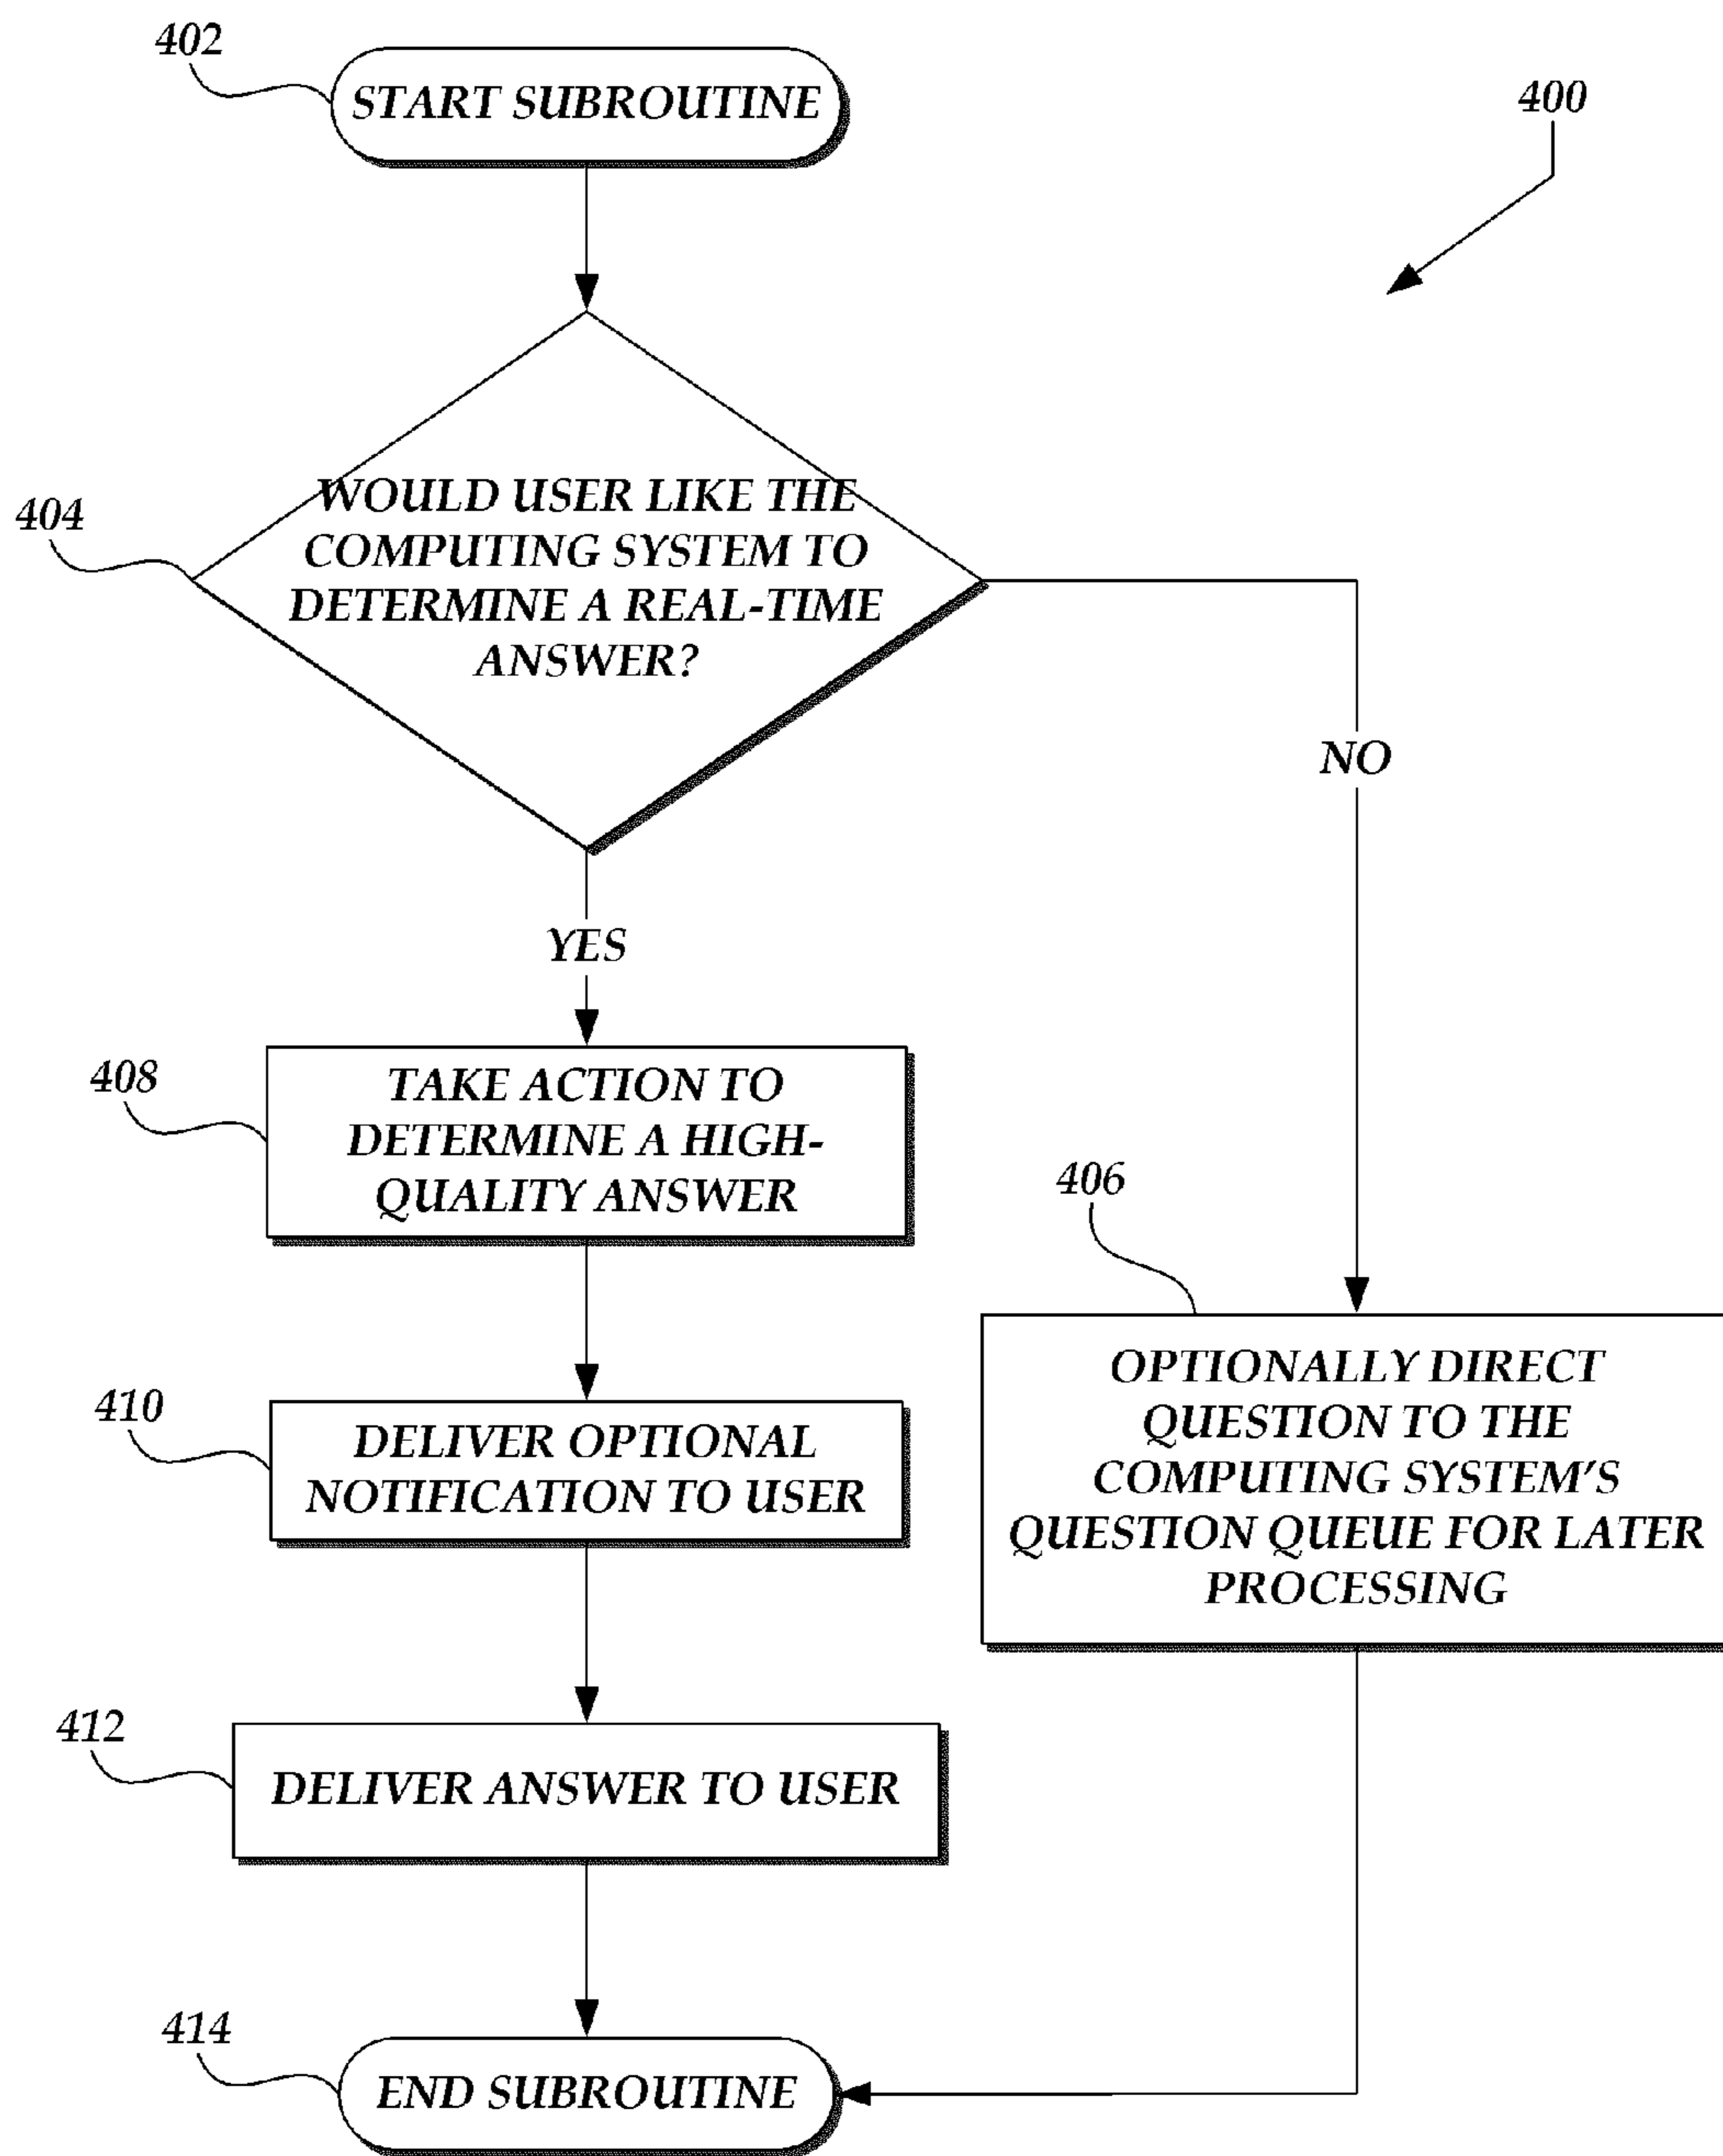 402
START SUBROUTINE
400
404
WOULD USER LIKE THE
COMPUTING SYSTEM TO
DETERMINE A REAL-TIME
ANSWER?
NO
YES
408
TAKE ACTION TO
DETERMINE A HIGH-
QUALITY ANSWER
406
OPTIONALLY DIRECT
QUESTION TO THE
COMPUTING SYSTEM'S
QUESTION QUEUE FOR LATER
PROCESSING
410
DELIVER OPTIONAL
NOTIFICATION TO USER
412
DELIVER ANSWER TO USER
414
END SUBROUTINE